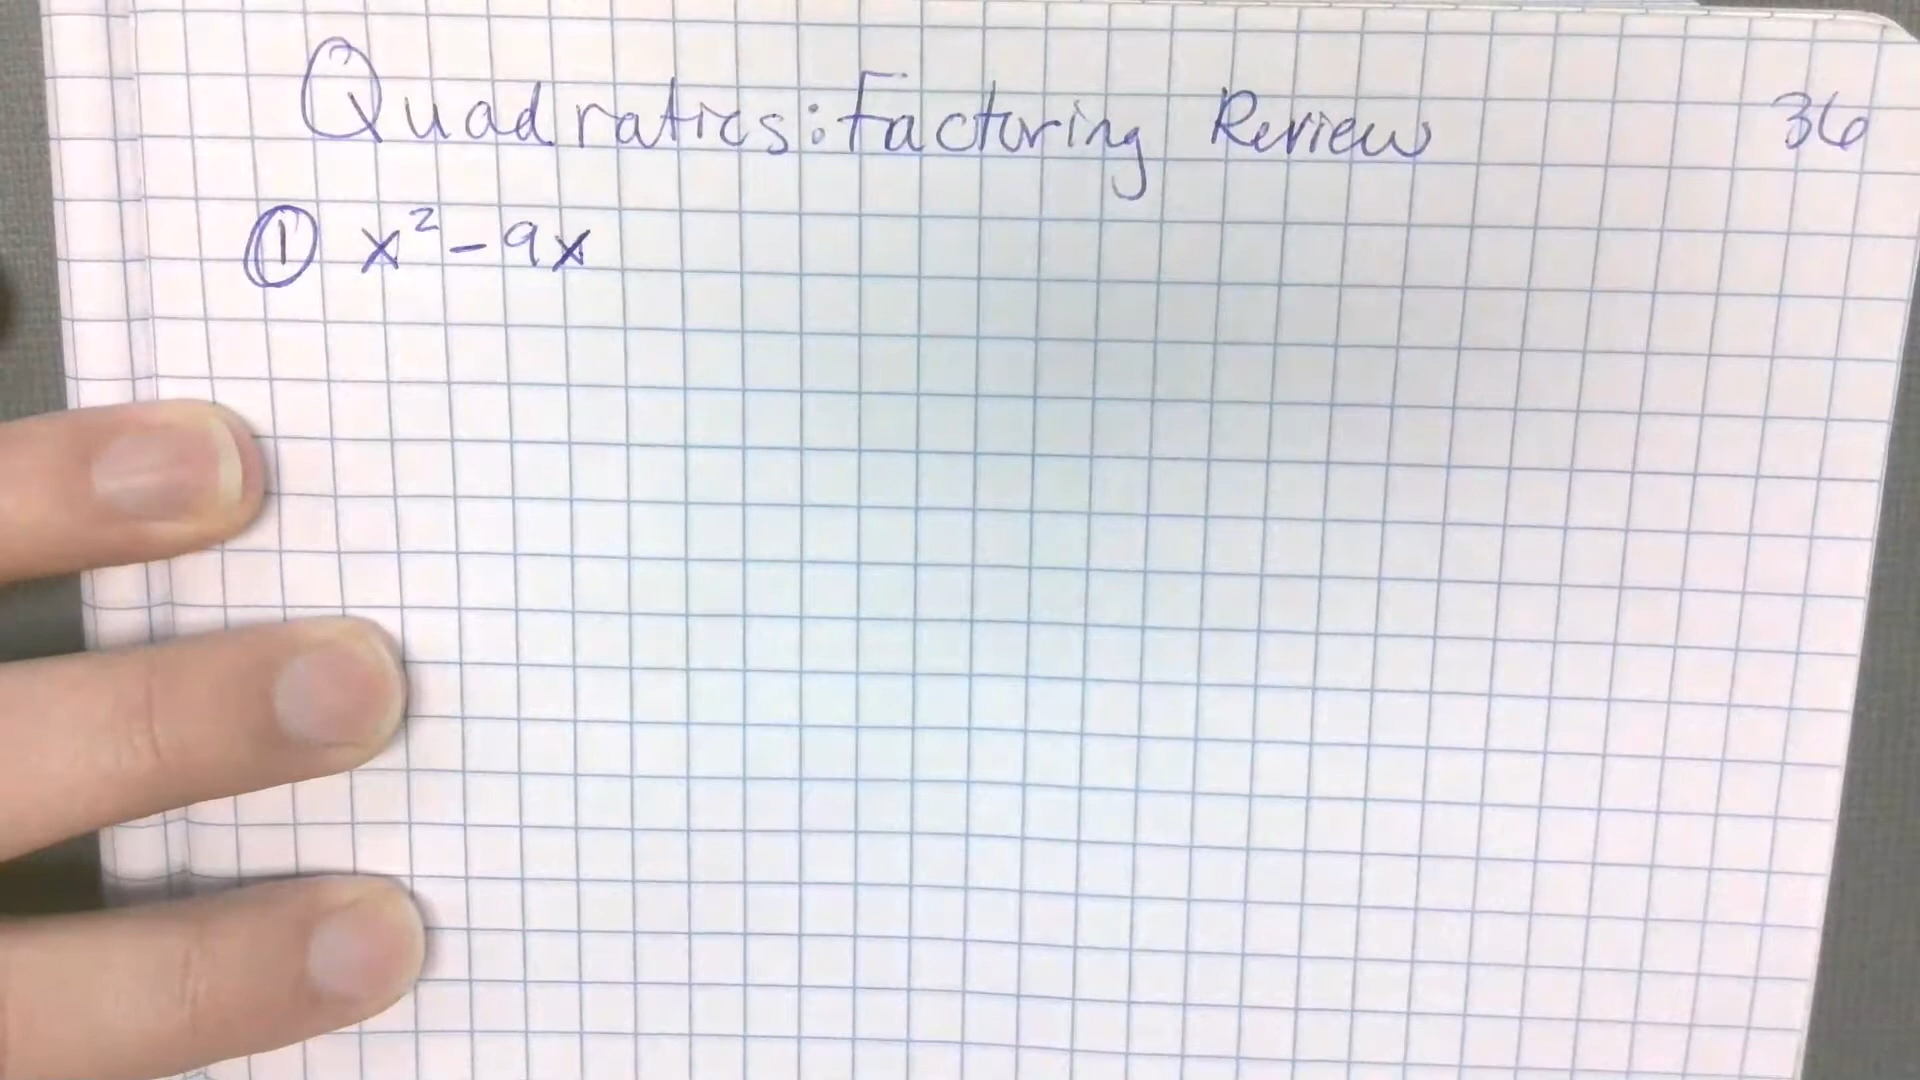 Quadratics: Factoring Review 36
① x² - 9x